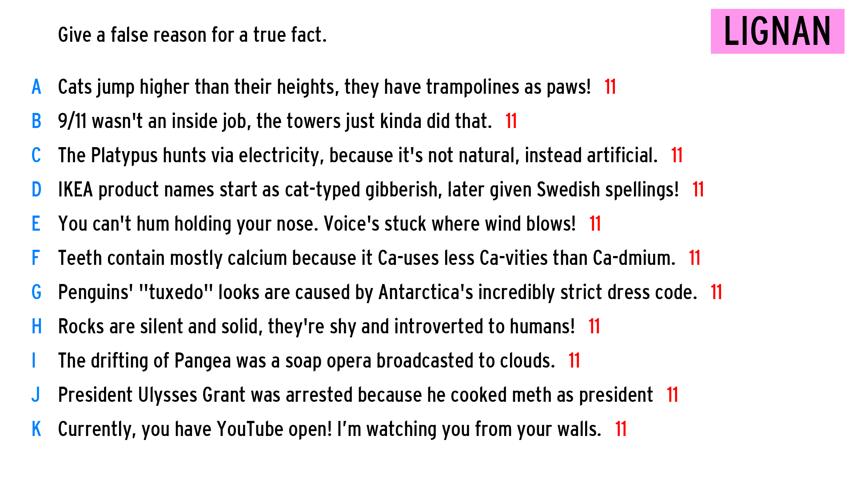 Give a false reason for a true fact.
LIGNAN
A Cats jump higher than their heights, they have trampolines as paws! 11
B 9/11 wasn't an inside job, the towers just kinda did that. 11
C The Platypus hunts via electricity, because it's not natural, instead artificial. 11
D IKEA product names start as cat-typed gibberish, later given Swedish spellings! 11
E You can't hum holding your nose. Voice's stuck where wind blows! 11
F Teeth contain mostly calcium because it Ca-uses less Ca-vities than Ca-dmium. 11
G Penguins' "tuxedo" looks are caused by Antarctica's incredibly strict dress code. 11
H Rocks are silent and solid, they're shy and introverted to humans! 11
I The drifting of Pangea was a soap opera broadcasted to clouds. 11
J President Ulysses Grant was arrested because he cooked meth as president 11
K Currently, you have YouTube open! I’m watching you from your walls. 11